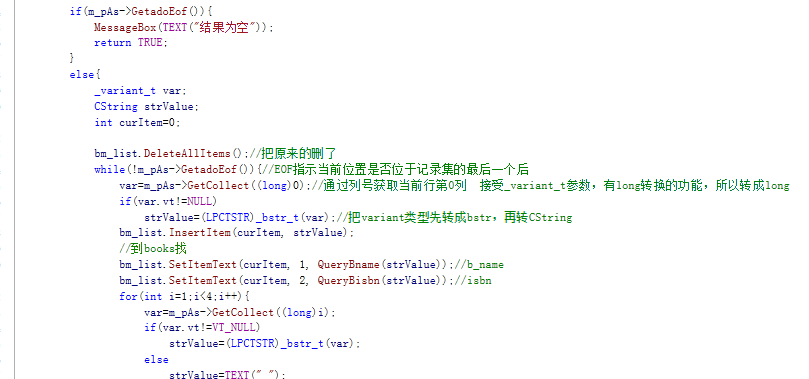 if(m_pAs->GetadoEof()){
MessageBox(TEXT("结果为空"));
return TRUE;
}
else{
_variant_t var;
CString strValue;
int curItem=0;
bm_list.DeleteAllItems();//把原来的删了
while(!m_pAs->GetadoEof()){//EOF指示当前位置是否位于记录集的最后一个后
var=m_pAs->GetCollect((long)0);//通过列号获取当前行第0列　接受_variant_t参数，有long转换的功能，所以转成long
if(var.vt!=NULL)
strValue=(LPCTSTR)_bstr_t(var);//把variant类型先转成bstr，再转CString
bm_list.InsertItem(curItem, strValue);
//到books找
bm_list.SetItemText(curItem, 1, QueryBname(strValue));//b_name
bm_list.SetItemText(curItem, 2, QueryBisbn(strValue));//isbn
for(int i=1;i<4;i++){
var=m_pAs->GetCollect((long)i);
if(var.vt!=VT_NULL)
strValue=(LPCTSTR)_bstr_t(var);
else
strValue=TEXT(" ");